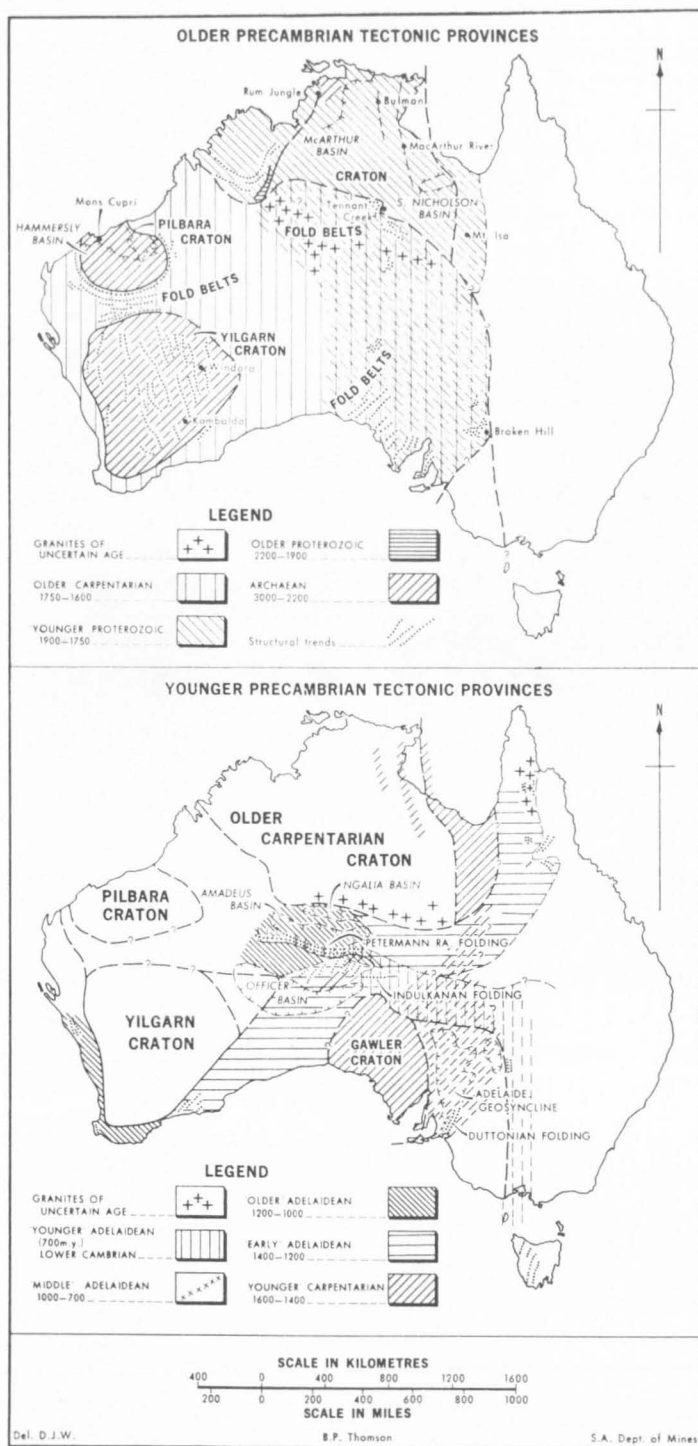 OLDER PRECAMBRIAN TECTONIC PROVINCES
N
Rum Jungle
Bulman
McARTHUR
BASIN
MacArthur River
CRATON
Mons Cupri
HAMMERSLY
BASIN
PILBARA
CRATON
Tennant
Creek
S. NICHOLSON
BASIN
FOLD BELTS
Mt. Isa
FOLD BELTS
YILGARN
CRATON
Windara
FOLD BELTS
Kambalda
Broken Hill
LEGEND
GRANITES OF
UNCERTAIN AGE
OLDER PROTEROZOIC
2200—1900
OLDER CARPENTARIAN
1750—1600
ARCHAEAN
3000—2200
YOUNGER PROTEROZOIC
1900—1750
Structural trends
YOUNGER PRECAMBRIAN TECTONIC PROVINCES
N
OLDER
CARPENTARIAN
CRATON
NGALIA BASIN
AMADEUS
BASIN
PILBARA
CRATON
PETERMANN RA. FOLDING
OFFICER
BASIN
INDULKANAN FOLDING
YILGARN
CRATON
GAWLER
CRATON
ADELAIDE
GEOSYNCLINE
DUTTONIAN FOLDING
LEGEND
GRANITES OF
UNCERTAIN AGE
OLDER ADELAIDEAN
1200—1000
'YOUNGER' ADELAIDEAN
(700m.y.)
LOWER CAMBRIAN
EARLY ADELAIDEAN
1400—1200
'MIDDLE' ADELAIDEAN
1000—700
YOUNGER CARPENTARIAN
1600—1400
SCALE IN KILOMETRES
400 0 400 800 1200 1600
200 0 200 400 600 800 1000
SCALE IN MILES
Del. D.J.W. B.P. Thomson S.A. Dept. of Mines